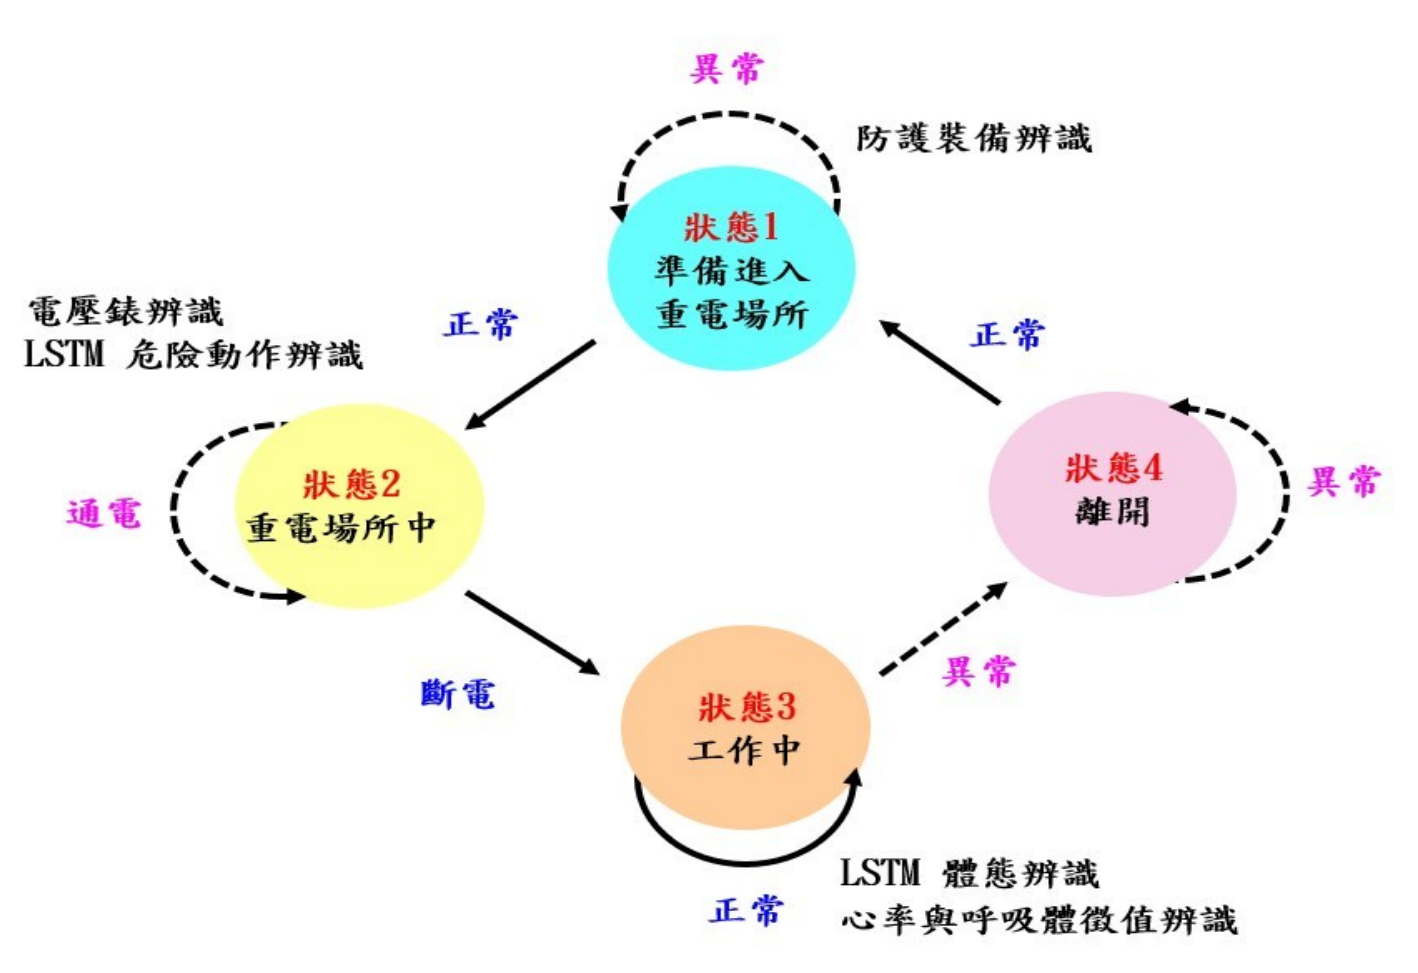 異常
防護裝備辨識
狀態1
準備進入
重電場所
電壓錶辨識
LSTM 危險動作辨識
正常
正常
狀態2
重電場所中
通電
狀態4
離開
異常
斷電
異常
狀態3
工作中
正常
LSTM 體態辨識
心率與呼吸體徵值辨識